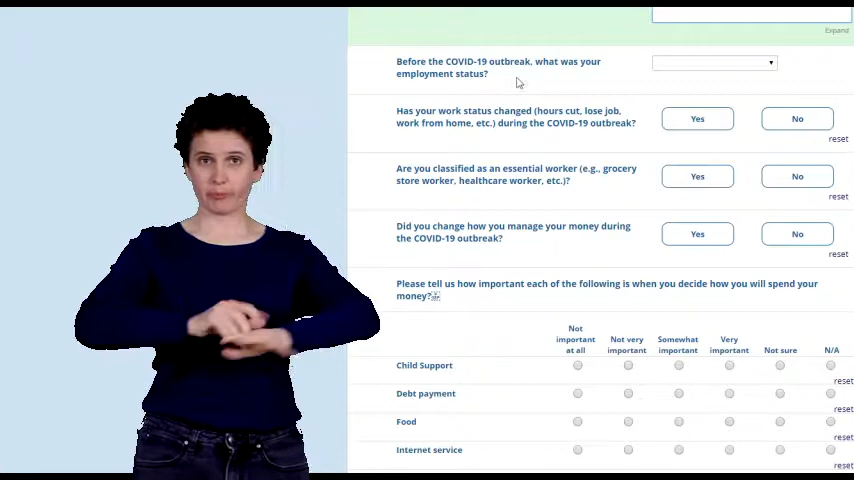 Expand
Before the COVID-19 outbreak, what was your
employment status?
Has your work status changed (hours cut, lose job,
work from home, etc.) during the COVID-19 outbreak?
Yes
No
reset
Are you classified as an essential worker (e.g., grocery
store worker, healthcare worker, etc.)?
Yes
No
reset
Did you change how you manage your money during
the COVID-19 outbreak?
Yes
No
reset
Please tell us how important each of the following is when you decide how you will spend your
money?
Not
important
at all
Not very
important
Somewhat
important
Very
important
Not sure
N/A
Child Support
reset
Debt payment
reset
Food
reset
Internet service
reset